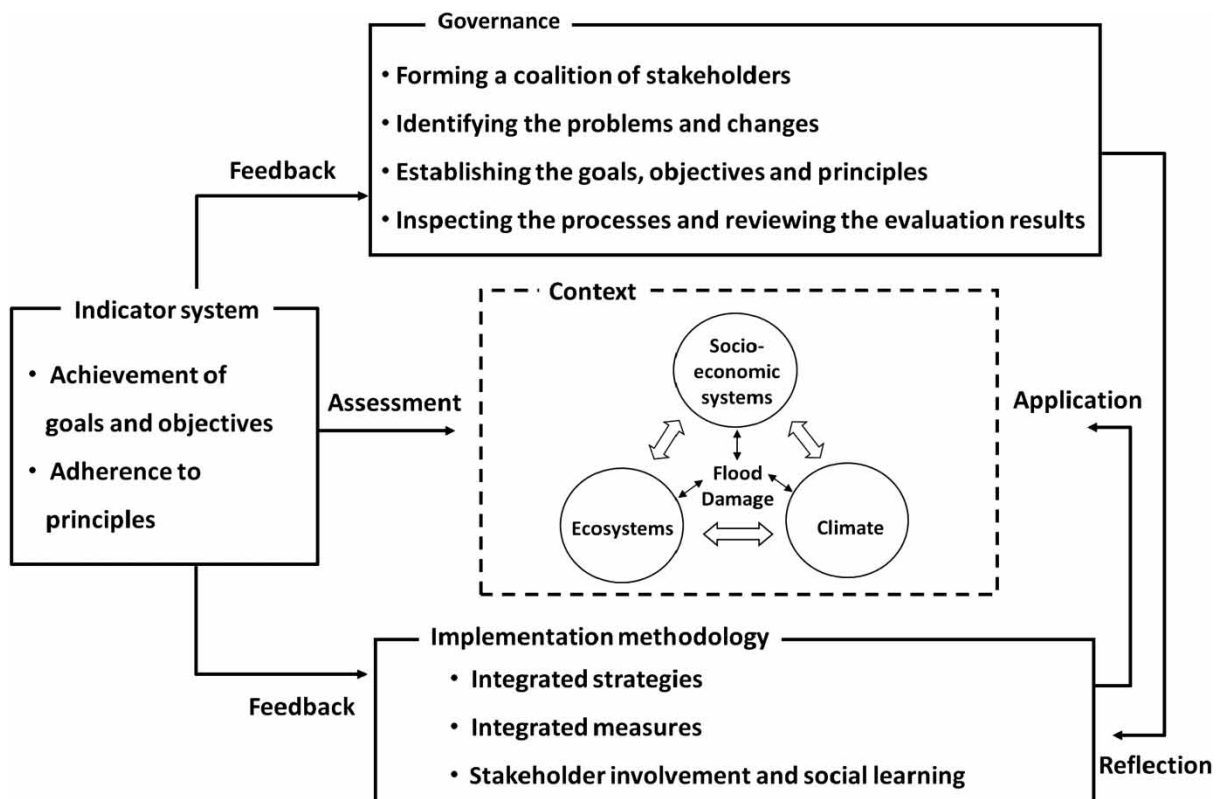 Governance
• Forming a coalition of stakeholders
• Identifying the problems and changes
• Establishing the goals, objectives and principles
• Inspecting the processes and reviewing the evaluation results
Feedback
Indicator system
• Achievement of
goals and objectives
• Adherence to
principles
Assessment
Context
Socio-
economic
systems
Flood
Damage
Ecosystems
Climate
Application
Implementation methodology
• Integrated strategies
• Integrated measures
• Stakeholder involvement and social learning
Feedback
Reflection